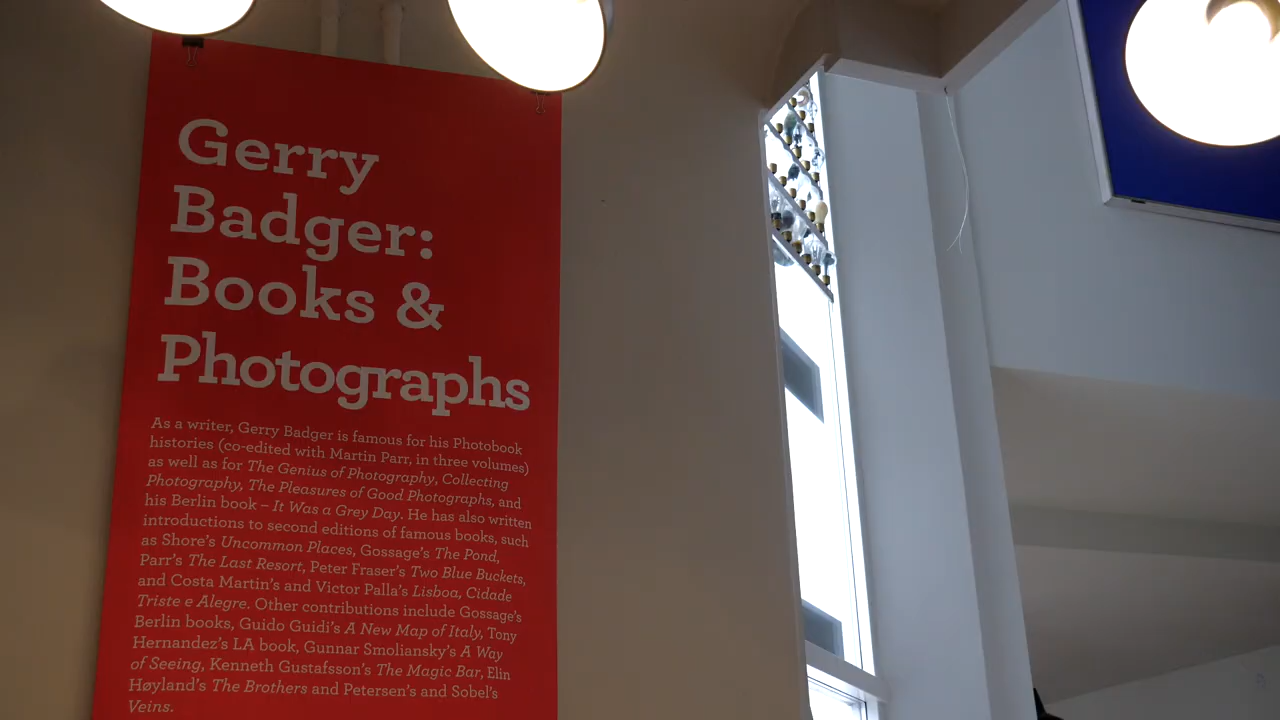 Gerry
Badger:
Books &
Photographs
As a writer, Gerry Badger is famous for his Photobook
histories (co-edited with Martin Parr, in three volumes)
as well as for The Genius of Photography, Collecting
Photography, The Pleasures of Good Photographs, and
his Berlin book – It Was a Grey Day. He has also written
introductions to second editions of famous books, such
as Shore's Uncommon Places, Gossage's The Pond,
Parr's The Last Resort, Peter Fraser's Two Blue Buckets,
and Costa Martin's and Victor Palla's Lisboa, Cidade
Triste e Alegre. Other contributions include Gossage's
Berlin books, Guido Guidi's A New Map of Italy, Tony
Hernandez's LA book, Gunnar Smoliansky's A Way
of Seeing, Kenneth Gustafsson's The Magic Bar, Elin
Høyland's The Brothers and Petersen's and Sobel's
Veins.